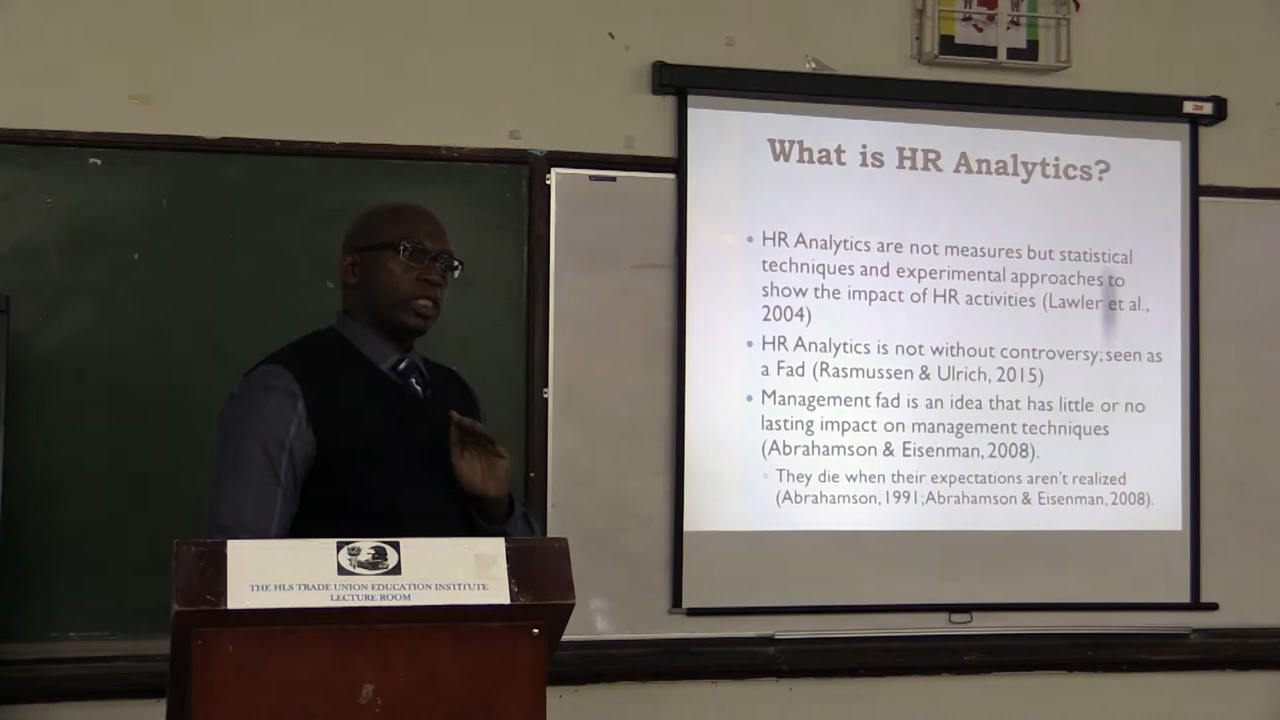 3M
What is HR Analytics?
• HR Analytics are not measures but statistical
techniques and experimental approaches to
show the impact of HR activities (Lawler et al.,
2004)
• HR Analytics is not without controversy; seen as
a Fad (Rasmussen & Ulrich, 2015)
• Management fad is an idea that has little or no
lasting impact on management techniques
(Abrahamson & Eisenman, 2008).
◦ They die when their expectations aren't realized
(Abrahamson, 1991; Abrahamson & Eisenman, 2008).
THE HLS TRADE UNION EDUCATION INSTITUTE
LECTURE ROOM